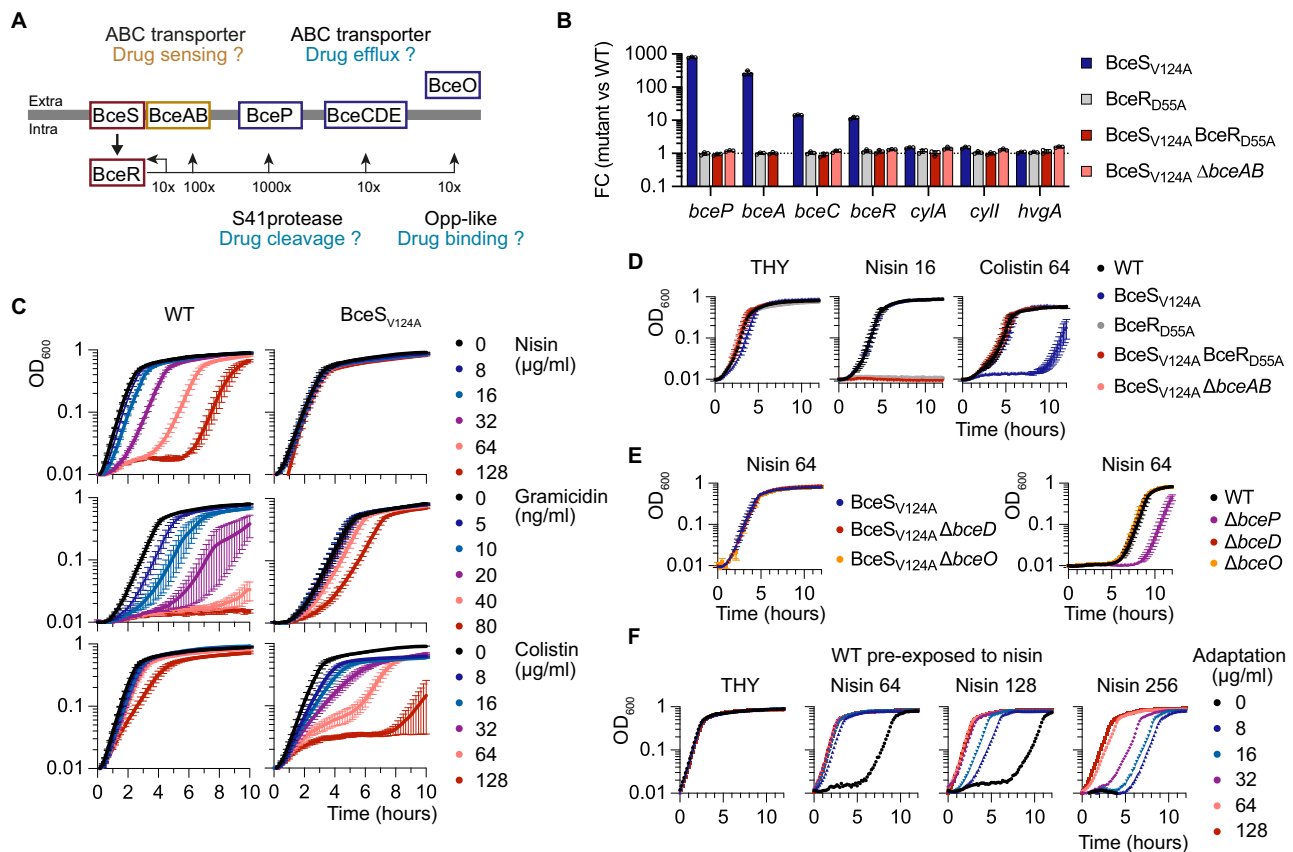 A
ABC transporter
Drug sensing ?
ABC transporter
Drug efflux ?
BceO
Extra
Intra
BceS
BceAB
BceP
BceCDE
BceR
10x
100x
1000x
10x
10x
S41protease
Drug cleavage ?
Opp-like
Drug binding ?
B
FC (mutant vs WT)
1000
100
10
1
0.1
bceP
bceA
bceC
bceR
cylA
cylI
hvgA
BceSV124A
BceRD55A
BceSV124A BceRD55A
BceSV124A ΔbceAB
C
WT
BceSV124A
OD600
1
0.1
0.01
0 Nisin
8 (µg/ml)
16
32
64
128
1
0.1
0.01
0 Gramicidin
5 (ng/ml)
10
20
40
80
1
0.1
0.01
0 Colistin
8 (µg/ml)
16
32
64
128
0 2 4 6 8 10
0 2 4 6 8 10
Time (hours)
D
THY
Nisin 16
Colistin 64
OD600
1
0.1
0.01
0 5 10
0 5 10
0 5 10
Time (hours)
WT
BceSV124A
BceRD55A
BceSV124A BceRD55A
BceSV124A ΔbceAB
E
Nisin 64
OD600
1
0.1
0.01
0 5 10
Time (hours)
BceSV124A
BceSV124A ΔbceD
BceSV124A ΔbceO
Nisin 64
OD600
1
0.1
0.01
0 5 10
Time (hours)
WT
ΔbceP
ΔbceD
ΔbceO
F
WT pre-exposed to nisin
THY
Nisin 64
Nisin 128
Nisin 256
OD600
1
0.1
0.01
0 5 10
0 5 10
0 5 10
0 5 10
Time (hours)
Adaptation
(µg/ml)
0
8
16
32
64
128